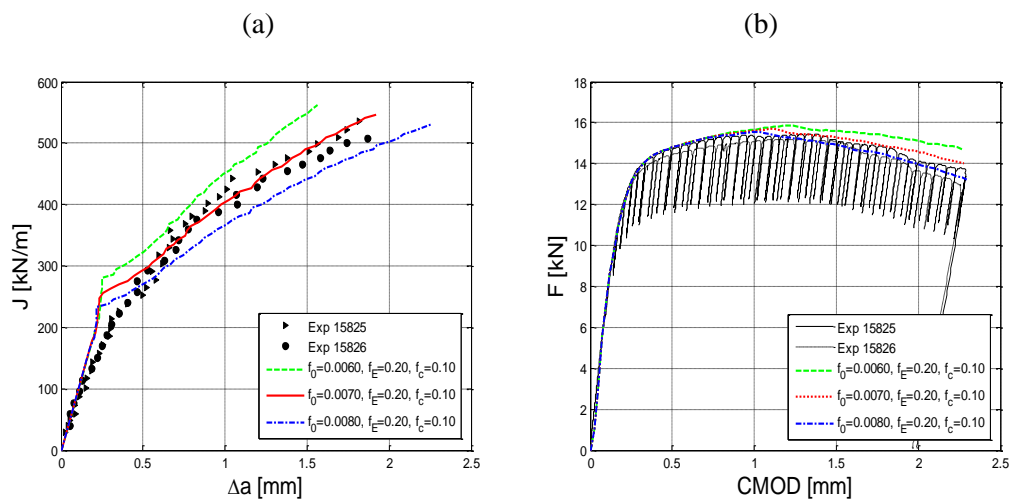 (a)
600
500
400
300
200
100
0
J [kN/m]
0
0.5
1
1.5
2
2.5
Δa [mm]
Exp 15825
Exp 15826
f0=0.0060, fE=0.20, fc=0.10
f0=0.0070, fE=0.20, fc=0.10
f0=0.0080, fE=0.20, fc=0.10
(b)
18
16
14
12
10
8
6
4
2
0
F [kN]
0
0.5
1
1.5
2
2.5
CMOD [mm]
Exp 15825
Exp 15826
f0=0.0060, fE=0.20, fc=0.10
f0=0.0070, fE=0.20, fc=0.10
f0=0.0080, fE=0.20, fc=0.10